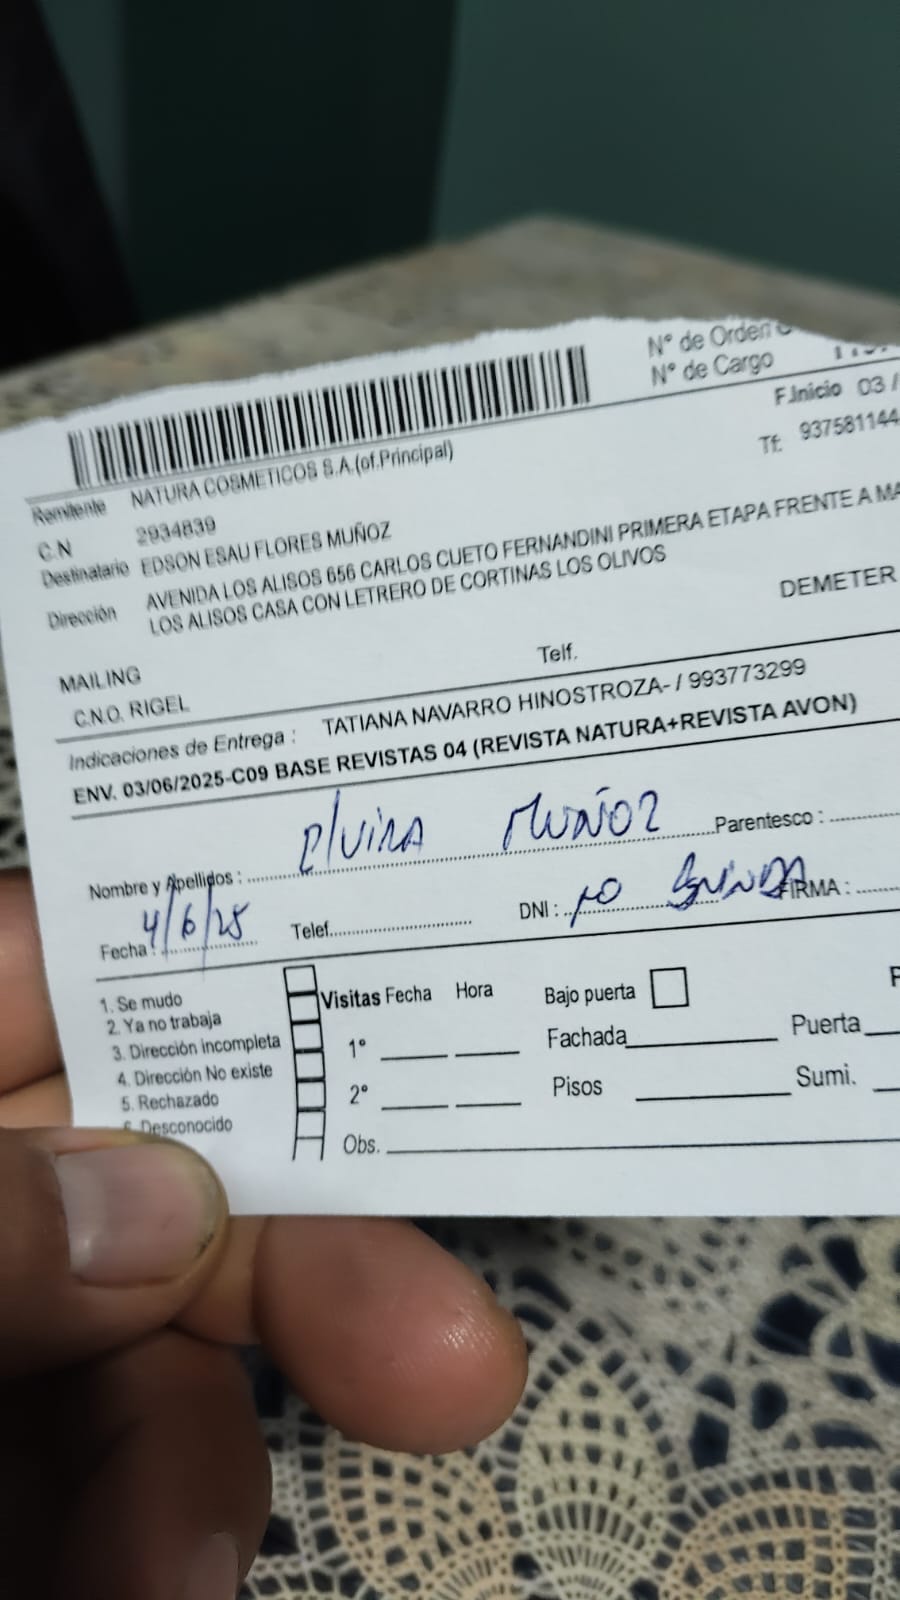 N° de Orden
N° de Cargo
F.Inicio 03 /
Tf: 937581144
Remitente NATURA COSMETICOS S.A.(of.Principal)
C.N 2934839
Destinatario EDSON ESAU FLORES MUÑOZ
Dirección AVENIDA LOS ALISOS 656 CARLOS CUETO FERNANDINI PRIMERA ETAPA FRENTE A MA
LOS ALISOS CASA CON LETRERO DE CORTINAS LOS OLIVOS
DEMETER
MAILING
C.N.O. RIGEL Telf.
Indicaciones de Entrega : TATIANA NAVARRO HINOSTROZA- / 993773299
ENV. 03/06/2025-C09 BASE REVISTAS 04 (REVISTA NATURA+REVISTA AVON)
Nombre y Apellidos : Elvira Muñoz Parentesco :
Fecha : 4/6/25 Telef. DNI : NO BRINDA FIRMA :
1. Se mudo
2. Ya no trabaja
3. Dirección incompleta
4. Dirección No existe
5. Rechazado
6. Desconocido
Visitas Fecha Hora Bajo puerta
1° Fachada Puerta
2° Pisos Sumi.
Obs.